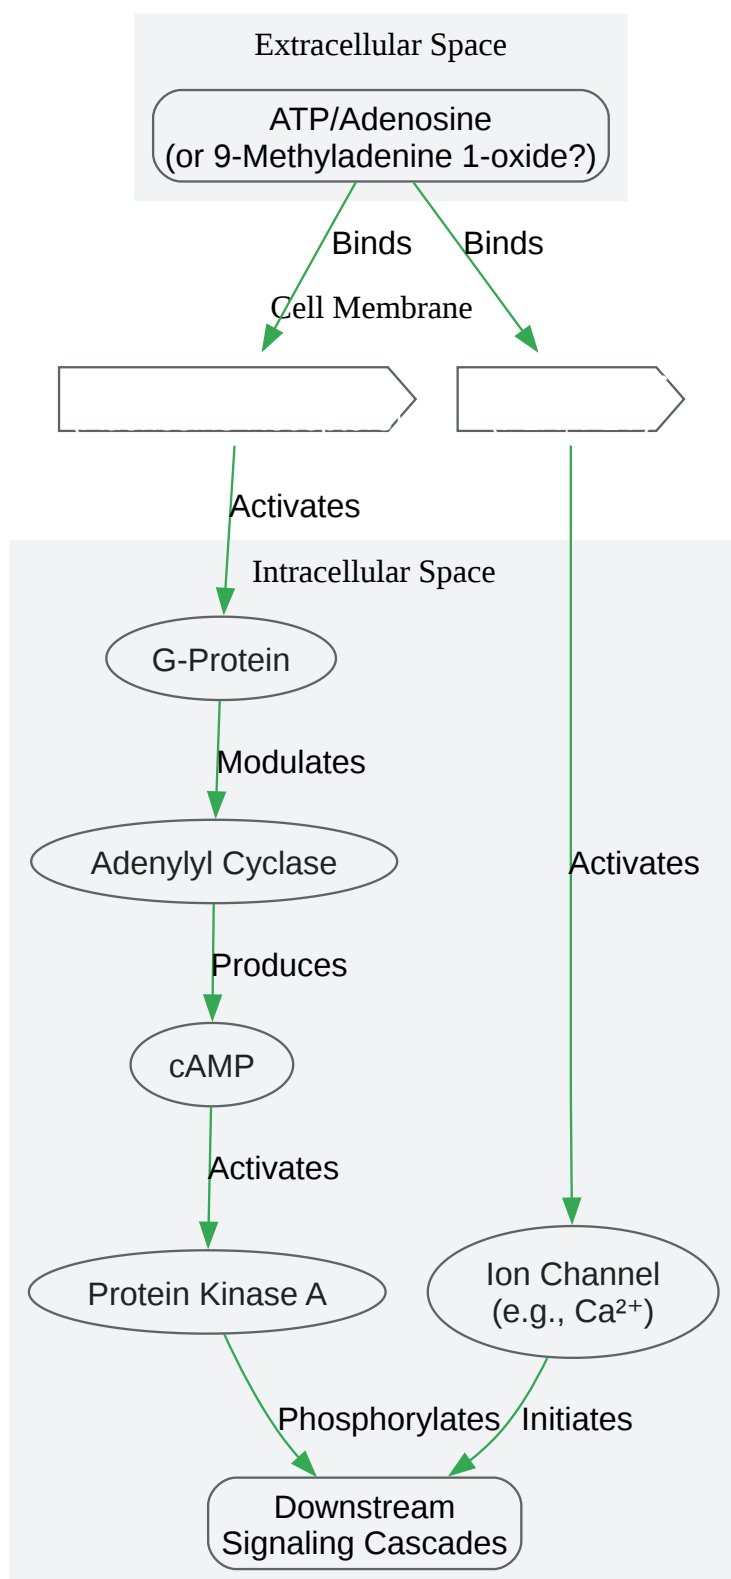 Extracellular Space
ATP/Adenosine
(or 9-Methyladenine 1-oxide?)
Binds
Binds
Cell Membrane
Activates
Intracellular Space
G-Protein
Modulates
Adenylyl Cyclase
Activates
Produces
cAMP
Activates
Protein Kinase A
Ion Channel
(e.g., Ca²⁺)
Phosphorylates
Initiates
Downstream
Signaling Cascades